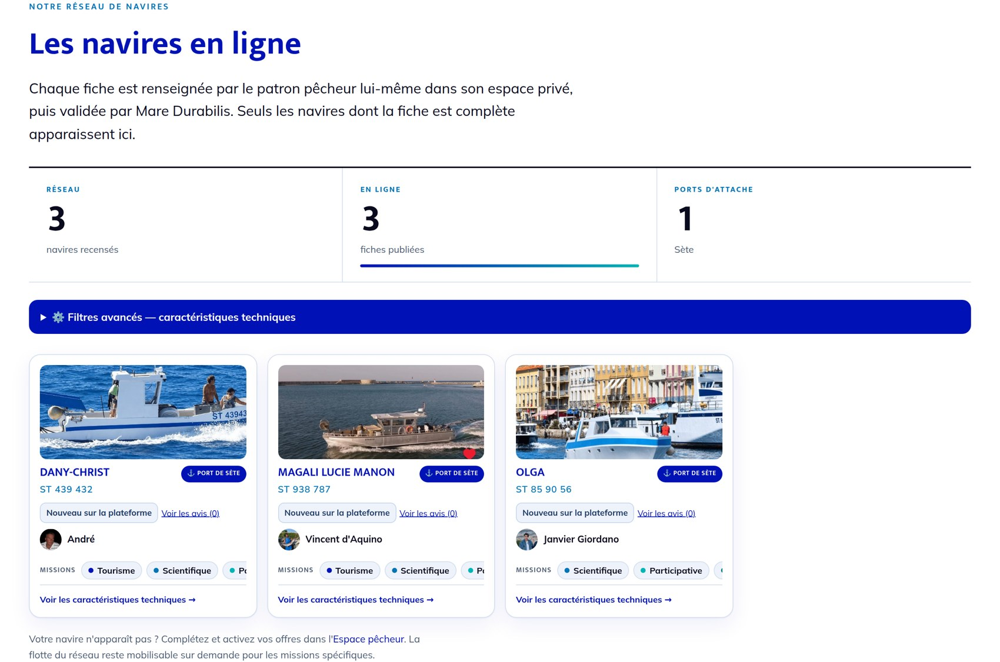 NOTRE RÉSEAU DE NAVIRES
Les navires en ligne
Chaque fiche est renseignée par le patron pêcheur lui-même dans son espace privé,
puis validée par Mare Durabilis. Seuls les navires dont la fiche est complète
apparaissent ici.
RÉSEAU
3
navires recensés
EN LIGNE
3
fiches publiées
PORTS D'ATTACHE
1
Sète
Filtres avancés — caractéristiques techniques
ST 43943
DANY-CHRIST
PORT DE SÈTE
ST 439 432
Nouveau sur la plateforme Voir les avis (0)
André
MISSIONS Tourisme Scientifique
Voir les caractéristiques techniques →
MAGALI LUCIE MANON
PORT DE SÈTE
ST 938 787
Nouveau sur la plateforme Voir les avis (0)
Vincent d'Aquino
MISSIONS Tourisme Scientifique
Voir les caractéristiques techniques →
OLGA
PORT DE SÈTE
ST 85 90 56
Nouveau sur la plateforme Voir les avis (0)
Janvier Giordano
MISSIONS Scientifique Participative
Voir les caractéristiques techniques →
Votre navire n'apparaît pas ? Complétez et activez vos offres dans l'Espace pêcheur. La
flotte du réseau reste mobilisable sur demande pour les missions spécifiques.